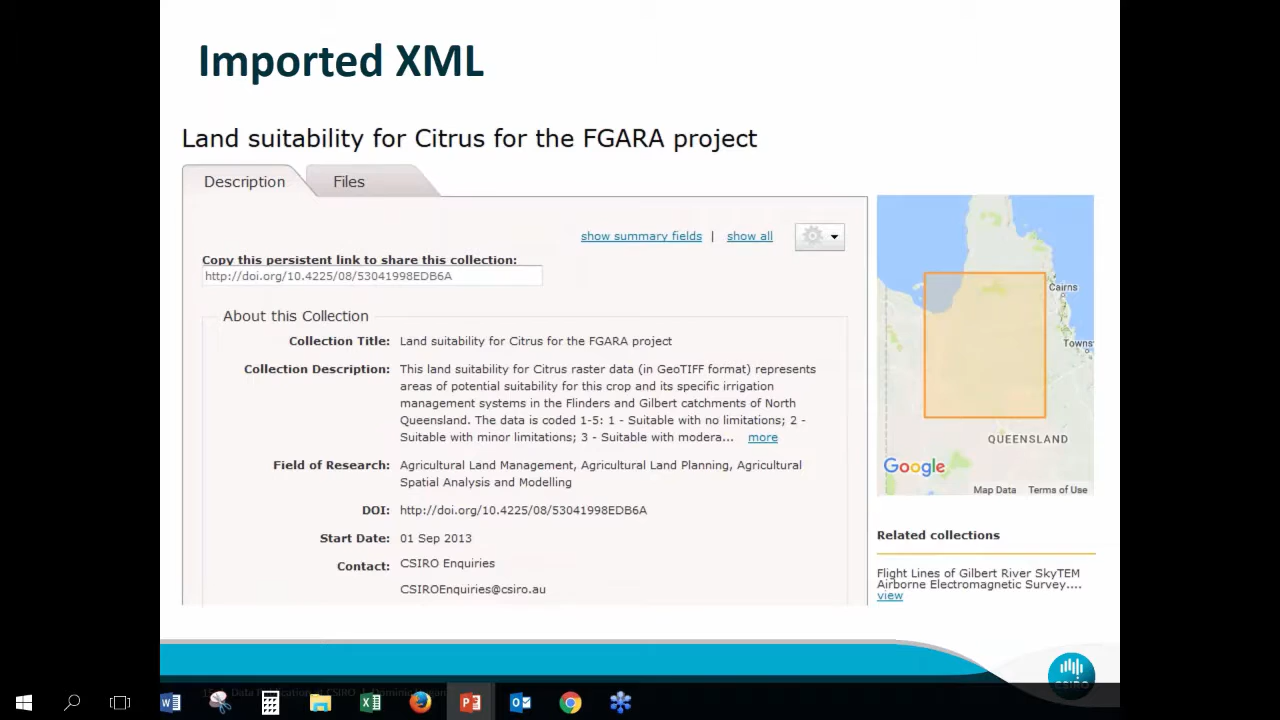 Imported XML
Land suitability for Citrus for the FGARA project
Description
Files
show summary fields | show all
Copy this persistent link to share this collection:
http://doi.org/10.4225/08/53041998EDB6A
About this Collection
Collection Title: Land suitability for Citrus for the FGARA project
Collection Description: This land suitability for Citrus raster data (in GeoTIFF format) represents
areas of potential suitability for this crop and its specific irrigation
management systems in the Flinders and Gilbert catchments of North
Queensland. The data is coded 1-5: 1 - Suitable with no limitations; 2 -
Suitable with minor limitations; 3 - Suitable with modera... more
Field of Research: Agricultural Land Management, Agricultural Land Planning, Agricultural
Spatial Analysis and Modelling
DOI: http://doi.org/10.4225/08/53041998EDB6A
Start Date: 01 Sep 2013
Contact: CSIRO Enquiries
CSIROEnquiries@csiro.au
Cairns
Towns
QUEENSLAND
Google
Map Data Terms of Use
Related collections
Flight Lines of Gilbert River SkyTEM
Airborne Electromagnetic Survey....
view
CSIRO
Data Publication at CSIRO